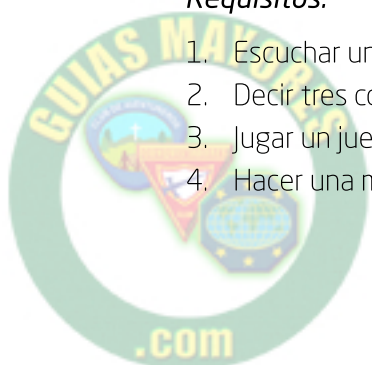 Requisitos:
1. Escuchar
2. Decir tres
3. Jugar un
4. Hacer una
GUIAS MAYORES
.com